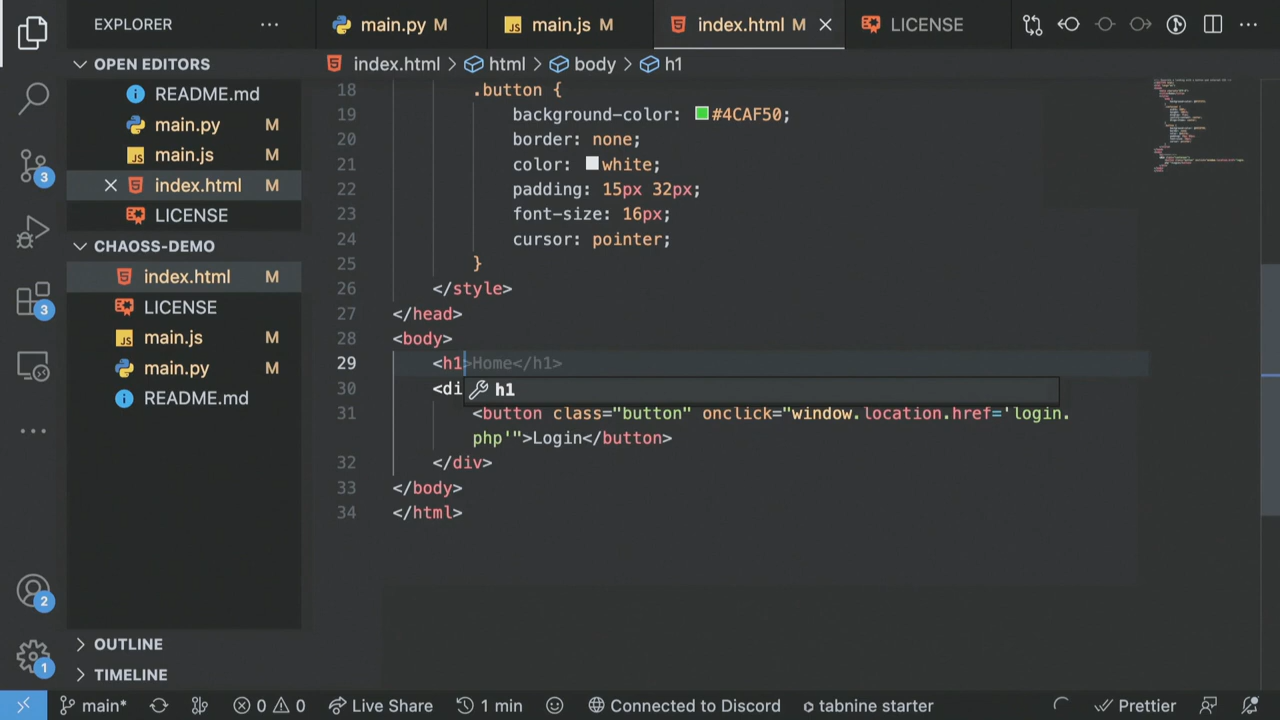 EXPLORER
main.py M
main.js M
index.html M
LICENSE
OPEN EDITORS
README.md
main.py M
main.js M
index.html M
LICENSE
CHAOSS-DEMO
index.html M
LICENSE
main.js M
main.py M
README.md
OUTLINE
TIMELINE
3
3
2
1
index.html > html > body > h1
18 .button {
19 background-color: #4CAF50;
20 border: none;
21 color: white;
22 padding: 15px 32px;
23 font-size: 16px;
24 cursor: pointer;
25 }
26 </style>
27 </head>
28 <body>
29 <h1>Home</h1>
h1
30 <di
31 <button class="button" onclick="window.location.href='login.
php'">Login</button>
32 </div>
33 </body>
34 </html>
main* 0 0 Live Share 1 min Connected to Discord tabnine starter Prettier